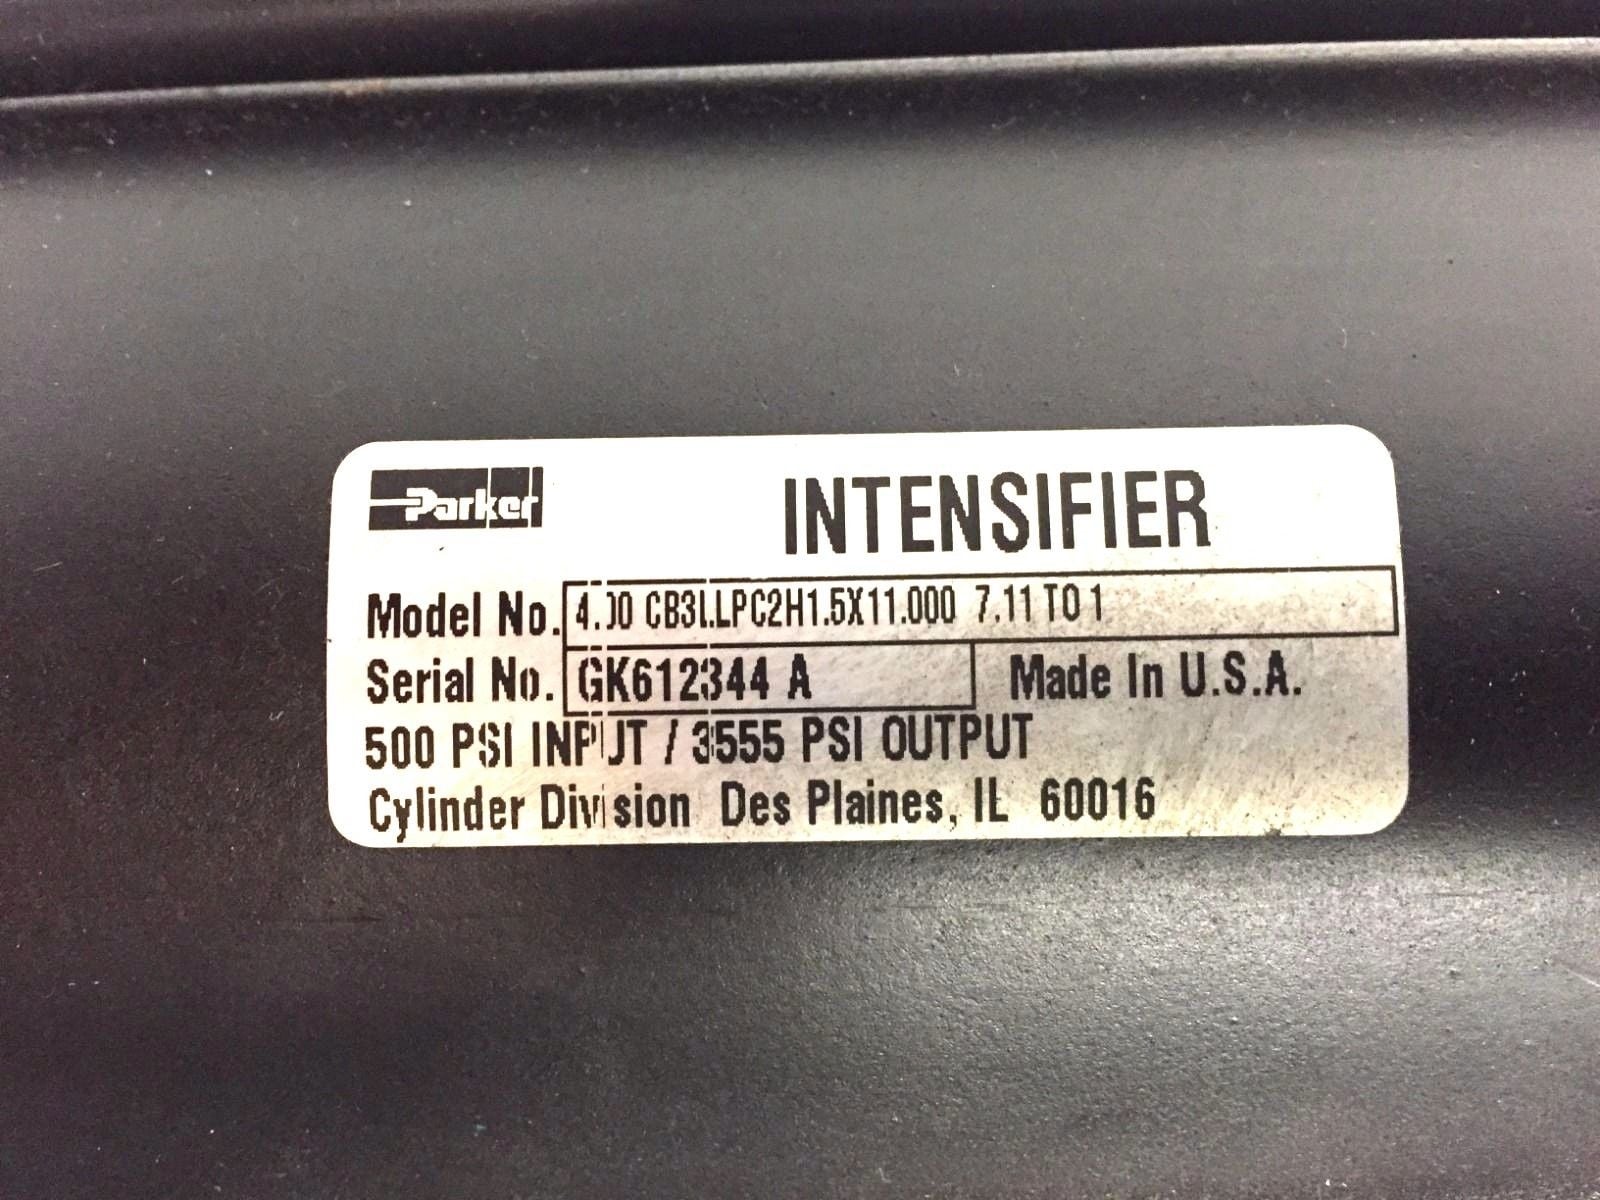 Parker
INTENSIFIER
Model No. 4.00 CB3LLPC2H1.5X11.000 7.11 TO 1
Serial No. GK612344 A Made In U.S.A.
500 PSI INPUT / 3555 PSI OUTPUT
Cylinder Division Des Plaines, IL 60016